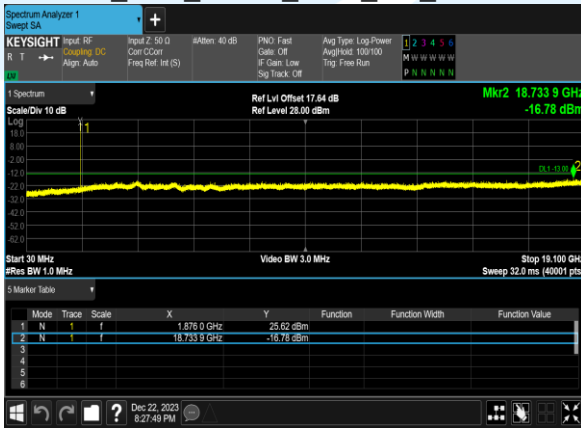 Spectrum Analyzer 1
Swept SA
+
KEYSIGHT Input: RF Input Z: 50 Ω #Atten: 40 dB PNO: Fast Avg Type: Log-Power 1 2 3 4 5 6
R T Coupling: DC Corr CCorr Gate: Off Avg|Hold: 100/100 M W W W W W
Align: Auto Freq Ref: Int (S) IF Gain: Low Trig: Free Run
Sig Track: Off P N N N N N
1 Spectrum Ref Lvl Offset 17.64 dB Mkr2 18.733 9 GHz
Scale/Div 10 dB Ref Level 28.00 dBm -16.78 dBm
Log
18.0
8.00
-2.00
-12.0
-22.0
-32.0
-42.0
-52.0
-62.0
1
DL1 -13.00
2
Start 30 MHz Video BW 3.0 MHz Stop 19.100 GHz
#Res BW 1.0 MHz Sweep 32.0 ms (40001 pts)
5 Marker Table
Mode Trace Scale X Y Function Function Width Function Value
1 N 1 f 1.876 0 GHz 25.62 dBm
2 N 1 f 18.733 9 GHz -16.78 dBm
3
4
5
6
? Dec 22, 2023
8:27:49 PM